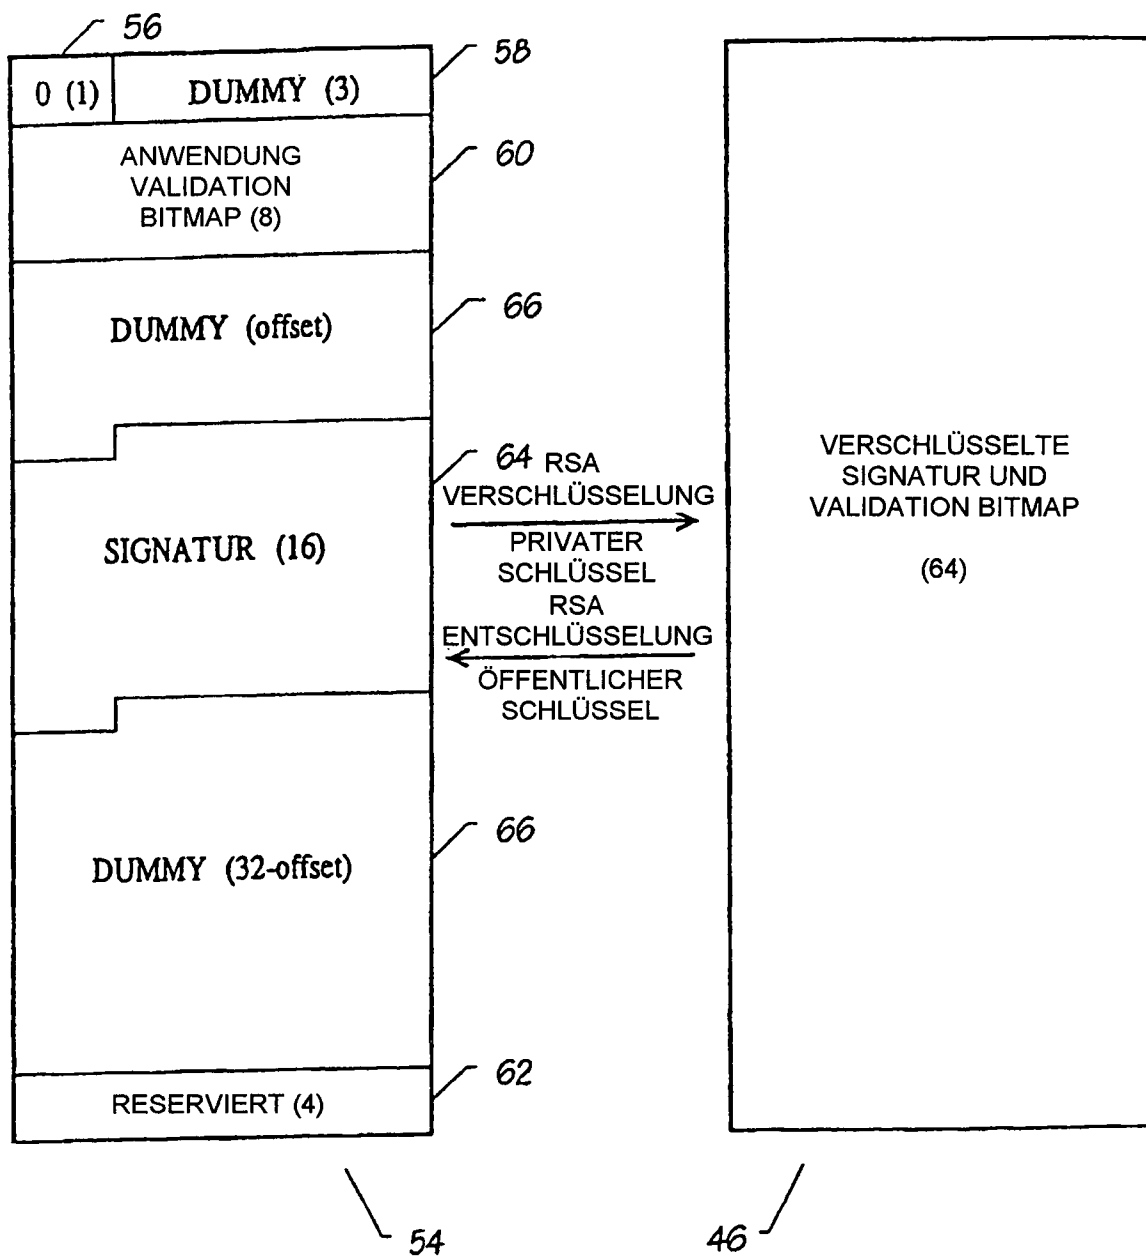 56
0 (1)
DUMMY (3)
58
ANWENDUNG
VALIDATION
BITMAP (8)
60
DUMMY (offset)
66
SIGNATUR (16)
64
RSA
VERSCHLÜSSELUNG
PRIVATER
SCHLÜSSEL
RSA
ENTSCHLÜSSELUNG
ÖFFENTLICHER
SCHLÜSSEL
DUMMY (32-offset)
66
RESERVIERT (4)
62
54
VERSCHLÜSSELTE
SIGNATUR UND
VALIDATION BITMAP
(64)
46